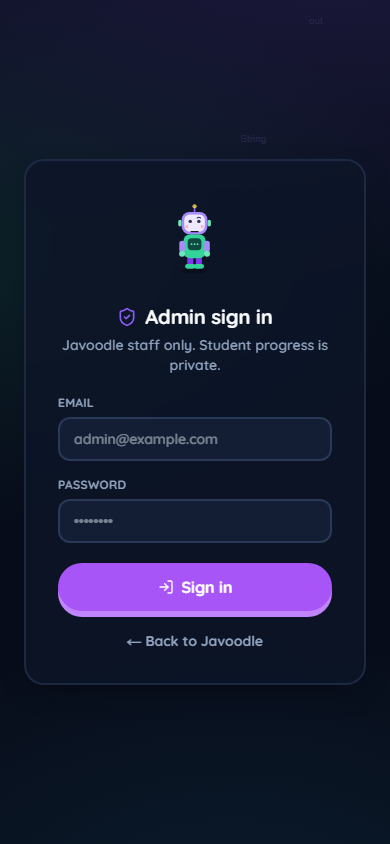 out
String
Admin sign in
Javoodle staff only. Student progress is
private.
EMAIL
admin@example.com
PASSWORD
••••••••
Sign in
← Back to Javoodle